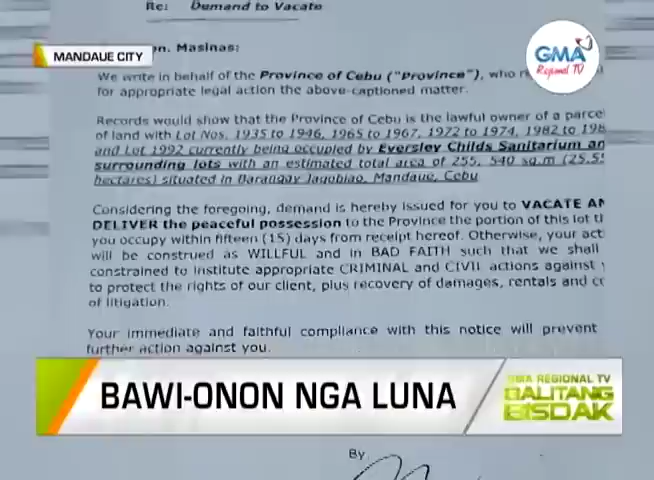 Re: Demand to Vacate
MANDAUE CITY
on. Masinas:
GMA
Regional TV
We write in behalf of the Province of Cebu ("Province"), who
for appropriate legal action the above-captioned matter.
Records would show that the Province of Cebu is the lawful owner of a parce
of land with Lot Nos. 1935 to 1946, 1965 to 1967, 1972 to 1974, 1982 to 198
and Lot 1992 currently being occupied by Eversley Childs Sanitarium an
surrounding lots with an estimated total area of 255, 540 sq.m (25.55
hectares) situated in Barangay Jagobiao, Mandaue, Cebu
Considering the foregoing, demand is hereby issued for you to VACATE AN
DELIVER the peaceful possession to the Province the portion of this lot th
you occupy within fifteen (15) days from receipt hereof. Otherwise, your act
will be construed as WILLFUL and in BAD FAITH such that we shall
constrained to institute appropriate CRIMINAL and CIVIL actions against
to protect the rights of our client, plus recovery of damages, rentals and co
of litigation.
Your immediate and faithful compliance with this notice will prevent
further action against you.
BAWI-ONON NGA LUNA
GMA REGIONAL TV
BALITANG
BISDAK
By